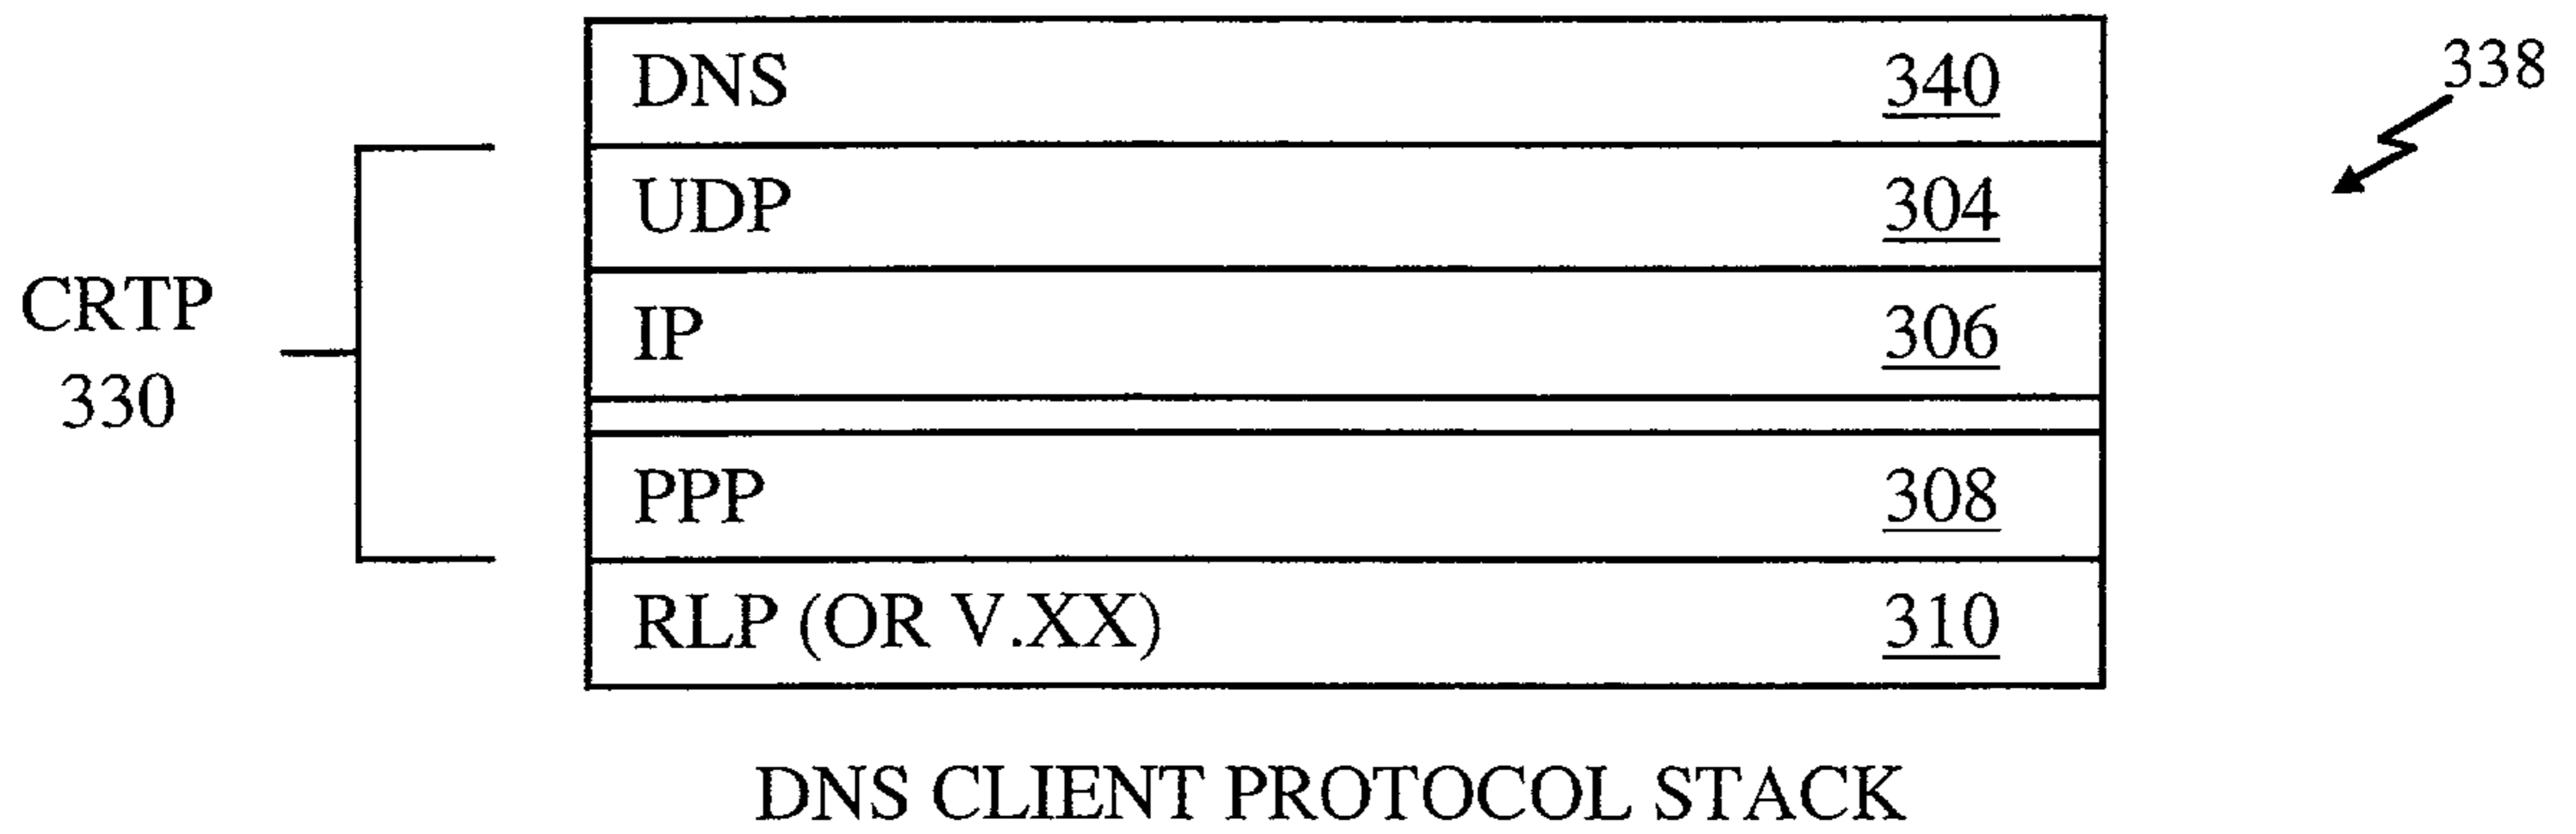 DNS 340
338
UDP 304
CRTP
330
IP 306
PPP 308
RLP (OR V.XX) 310
DNS CLIENT PROTOCOL STACK